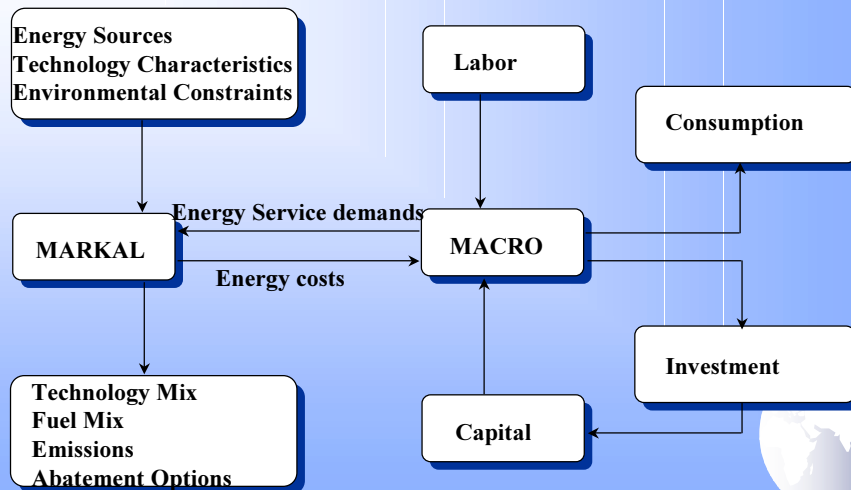 Energy Sources
Technology Characteristics
Environmental Constraints
Labor
Consumption
Energy Service demands
MARKAL
MACRO
Energy costs
Investment
Technology Mix
Fuel Mix
Emissions
Abatement Options
Capital